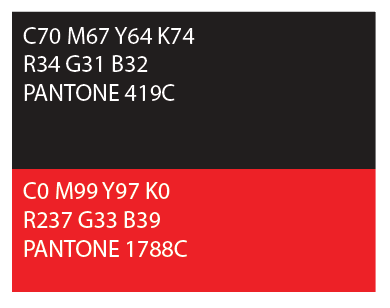 C70 M67 Y64 K74
R34 G31 B32
PANTONE 419C
C0 M99 Y97 K0
R237 G33 B39
PANTONE 1788C